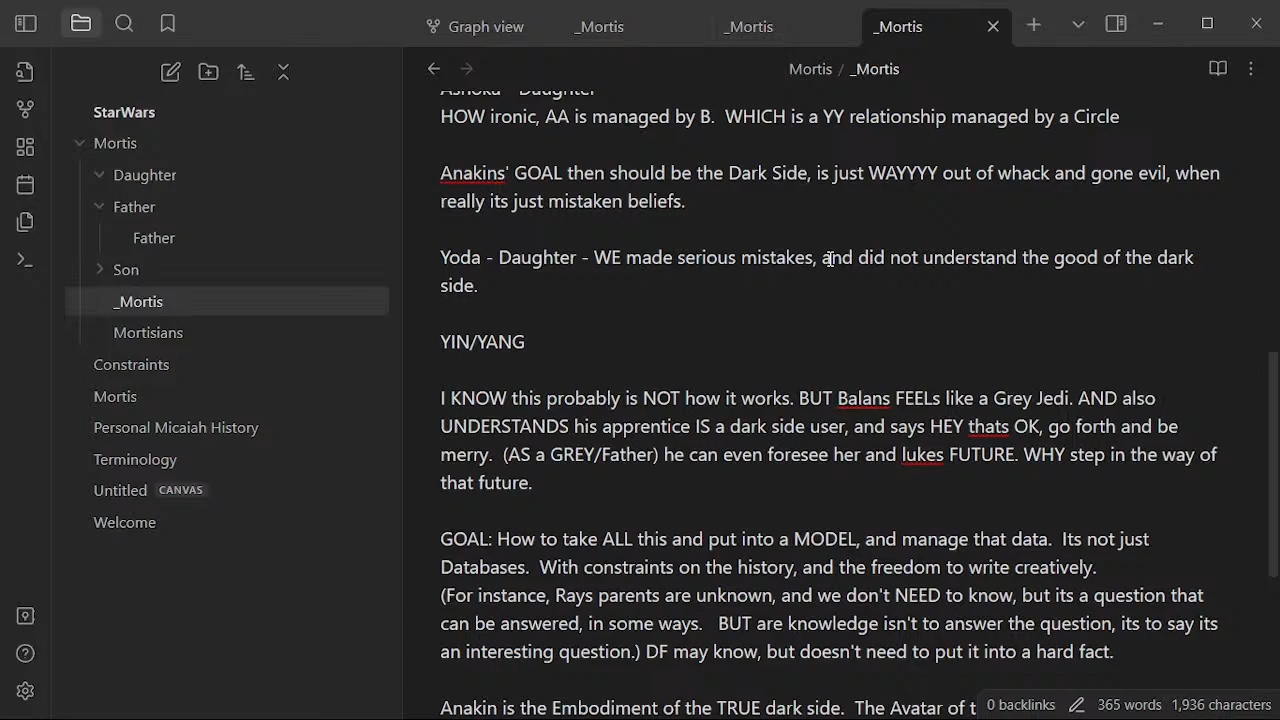 Graph view
_Mortis
_Mortis
_Mortis
StarWars
Mortis
Daughter
Father
Father
Son
_Mortis
Mortisians
Constraints
Mortis
Personal Micaiah History
Terminology
Untitled CANVAS
Welcome
Mortis / _Mortis
Ashoka - Daughter
HOW ironic, AA is managed by B.  WHICH is a YY relationship managed by a Circle
Anakins' GOAL then should be the Dark Side, is just WAYYYY out of whack and gone evil, when
really its just mistaken beliefs.
Yoda - Daughter - WE made serious mistakes, and did not understand the good of the dark
side.
YIN/YANG
I KNOW this probably is NOT how it works. BUT Balans FEELs like a Grey Jedi. AND also
UNDERSTANDS his apprentice IS a dark side user, and says HEY thats OK, go forth and be
merry.  (AS a GREY/Father) he can even foresee her and lukes FUTURE. WHY step in the way of
that future.
GOAL: How to take ALL this and put into a MODEL, and manage that data.  Its not just
Databases.  With constraints on the history, and the freedom to write creatively.
(For instance, Rays parents are unknown, and we don't NEED to know, but its a question that
can be answered, in some ways.   BUT are knowledge isn't to answer the question, its to say its
an interesting question.) DF may know, but doesn't need to put it into a hard fact.
Anakin is the Embodiment of the TRUE dark side.  The Avatar of t
0 backlinks 365 words 1,936 characters